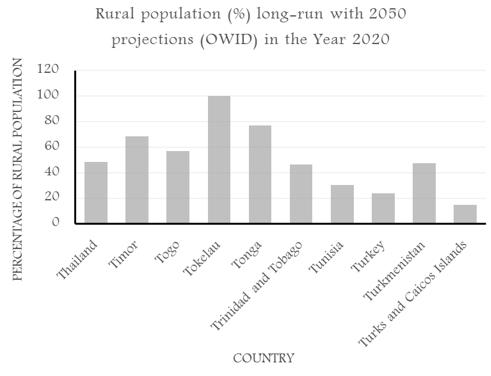 Rural population (%) long-run with 2050
projections (OWID) in the Year 2020
PERCENTAGE OF RURAL POPULATION
120
100
80
60
40
20
0
Thailand
Timor
Togo
Tokelau
Tonga
Trinidad and Tobago
Tunisia
Turkey
Turkmenistan
Turks and Caicos Islands
COUNTRY